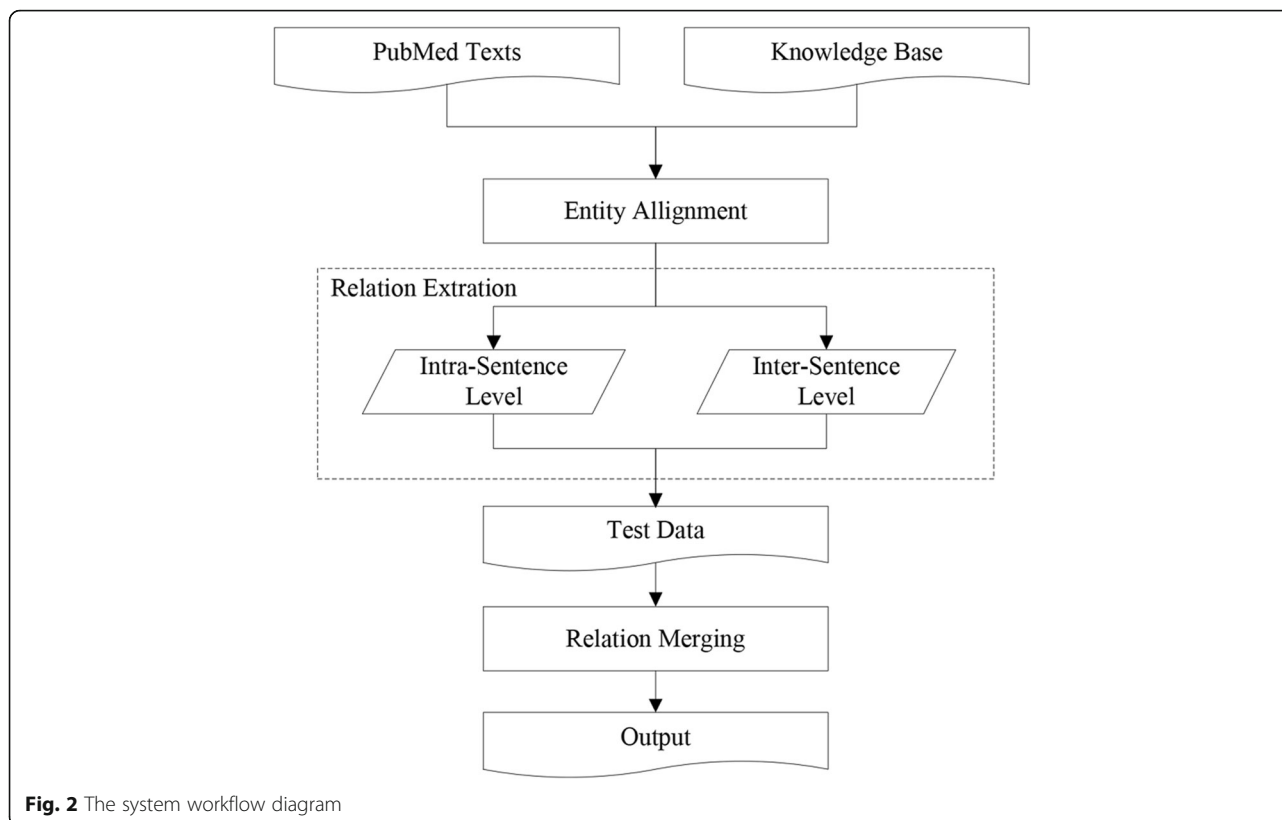 PubMed Texts
Knowledge Base
Entity Allignment
Relation Extration
Intra-Sentence
Level
Inter-Sentence
Level
Test Data
Relation Merging
Output
Fig. 2 The system workflow diagram